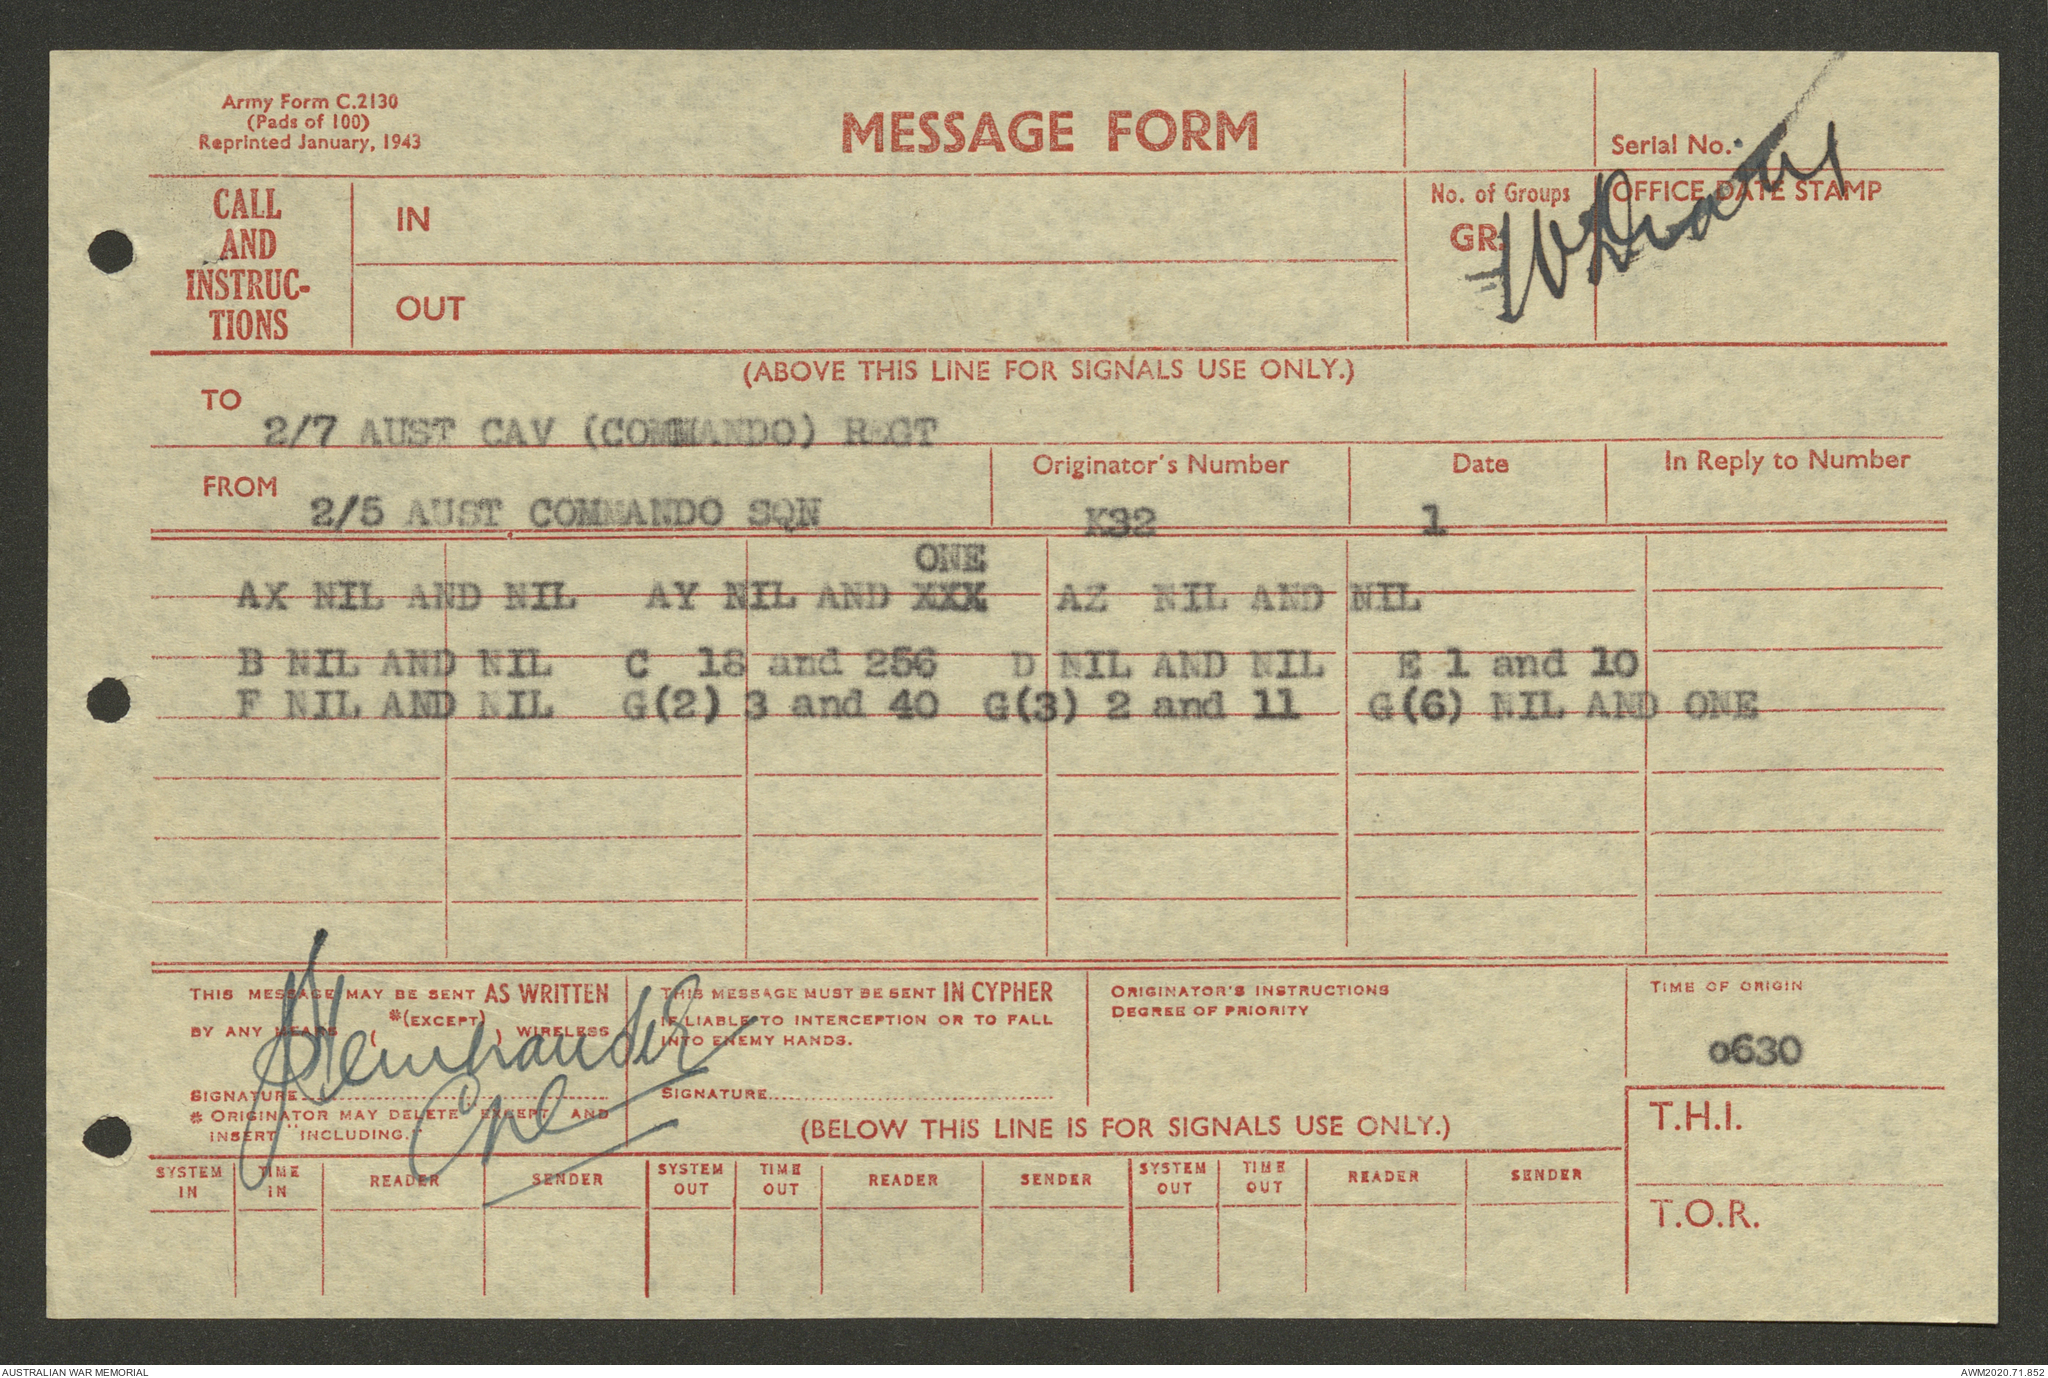 Army Form C.2130
(Pads of 100)
Reprinted January, 1943
MESSAGE FORM
Serial No.
CALL
AND
INSTRUC-
TIONS
IN
OUT
No. of Groups
GR.
OFFICE DATE STAMP
W Diary
(ABOVE THIS LINE FOR SIGNALS USE ONLY.)
TO
2/7 AUST CAV (COMMANDO) REGT
FROM
2/5 AUST COMMANDO SQN
Originator's Number
K32
Date
1
In Reply to Number
ONE
AX NIL AND NIL AY NIL AND XXX AZ NIL AND NIL
B NIL AND NIL C 18 and 256 D NIL AND NIL E 1 and 10
F NIL AND NIL G(2) 3 and 40 G(3) 2 and 11 G(6) NIL AND ONE
THIS MESSAGE MAY BE SENT AS WRITTEN
BY ANY MEANS ( *(EXCEPT) ) WIRELESS
SIGNATURE
* ORIGINATOR MAY DELETE "EXCEPT" AND
INSERT "INCLUDING."
Cpl
THIS MESSAGE MUST BE SENT IN CYPHER
IF LIABLE TO INTERCEPTION OR TO FALL
INTO ENEMY HANDS.
SIGNATURE
ORIGINATOR'S INSTRUCTIONS
DEGREE OF PRIORITY
TIME OF ORIGIN
o630
(BELOW THIS LINE IS FOR SIGNALS USE ONLY.)
T.H.I.
T.O.R.
SYSTEM IN
TIME IN
READER
SENDER
SYSTEM OUT
TIME OUT
READER
SENDER
SYSTEM OUT
TIME OUT
READER
SENDER
AUSTRALIAN WAR MEMORIAL
AWM2020.71.852